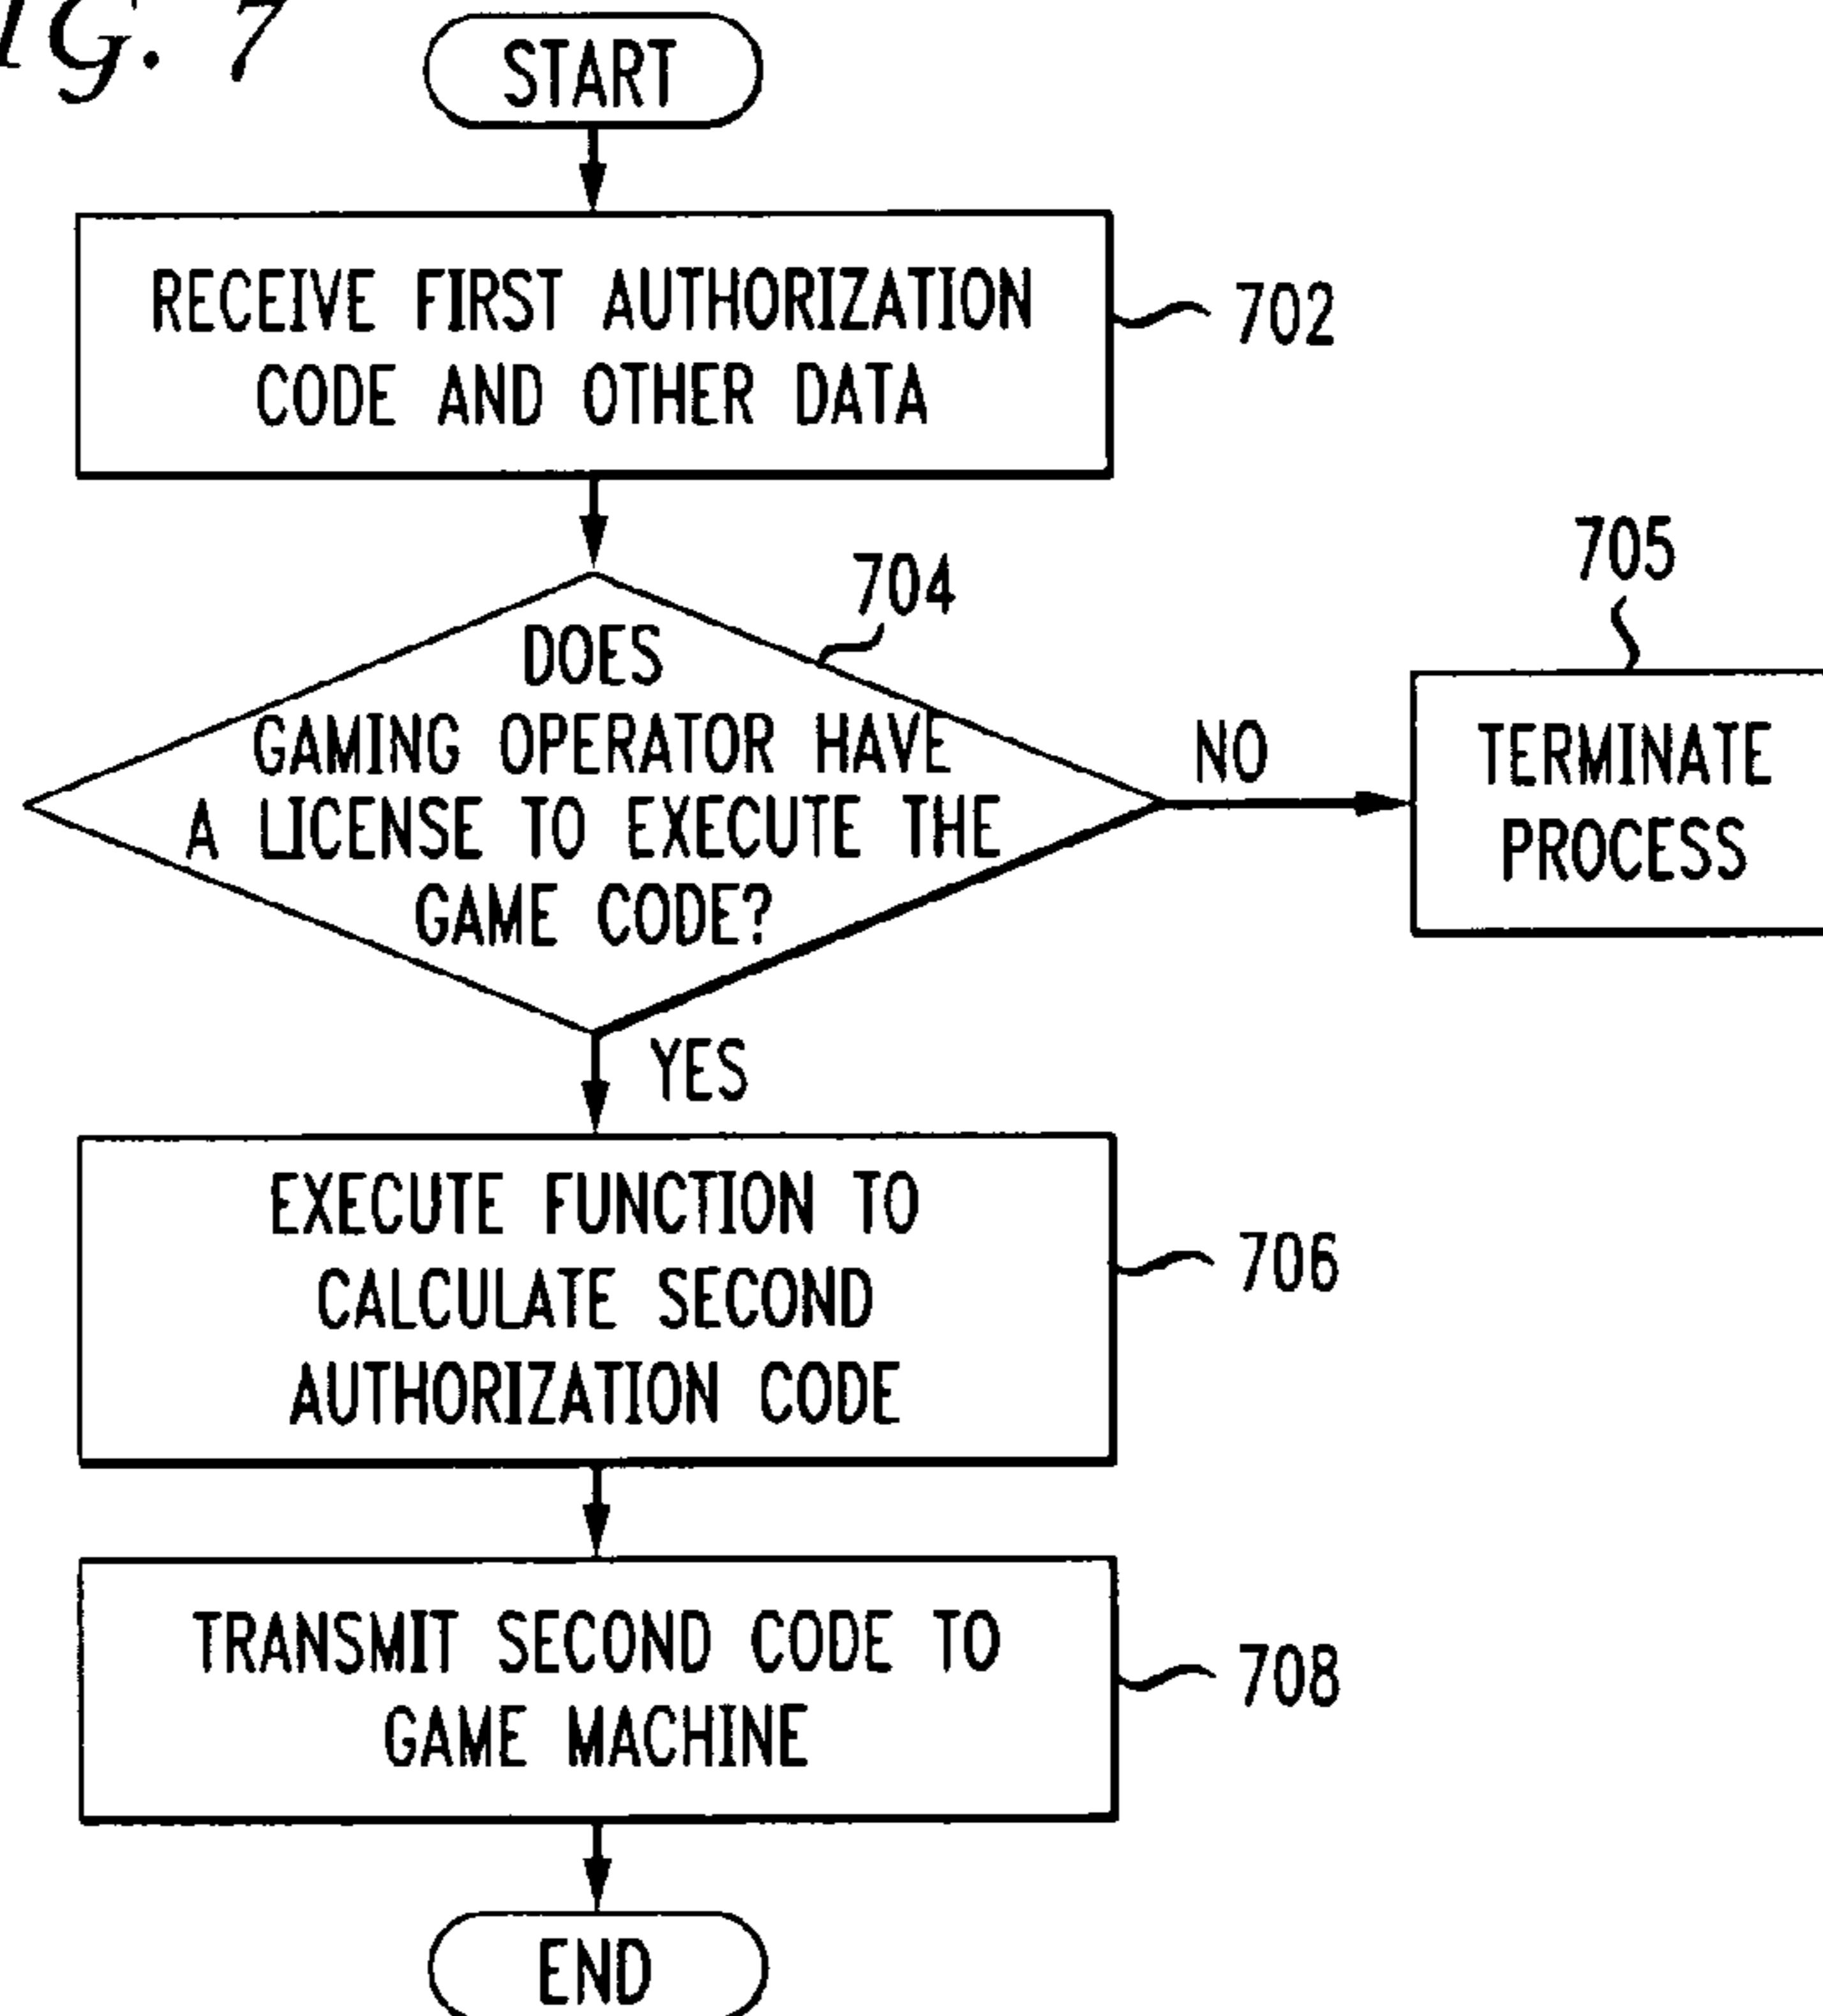 IG. 7
START
RECEIVE FIRST AUTHORIZATION
CODE AND OTHER DATA
702
704
DOES
GAMING OPERATOR HAVE
A LICENSE TO EXECUTE THE
GAME CODE?
NO
705
TERMINATE
PROCESS
YES
EXECUTE FUNCTION TO
CALCULATE SECOND
AUTHORIZATION CODE
706
TRANSMIT SECOND CODE TO
GAME MACHINE
708
END